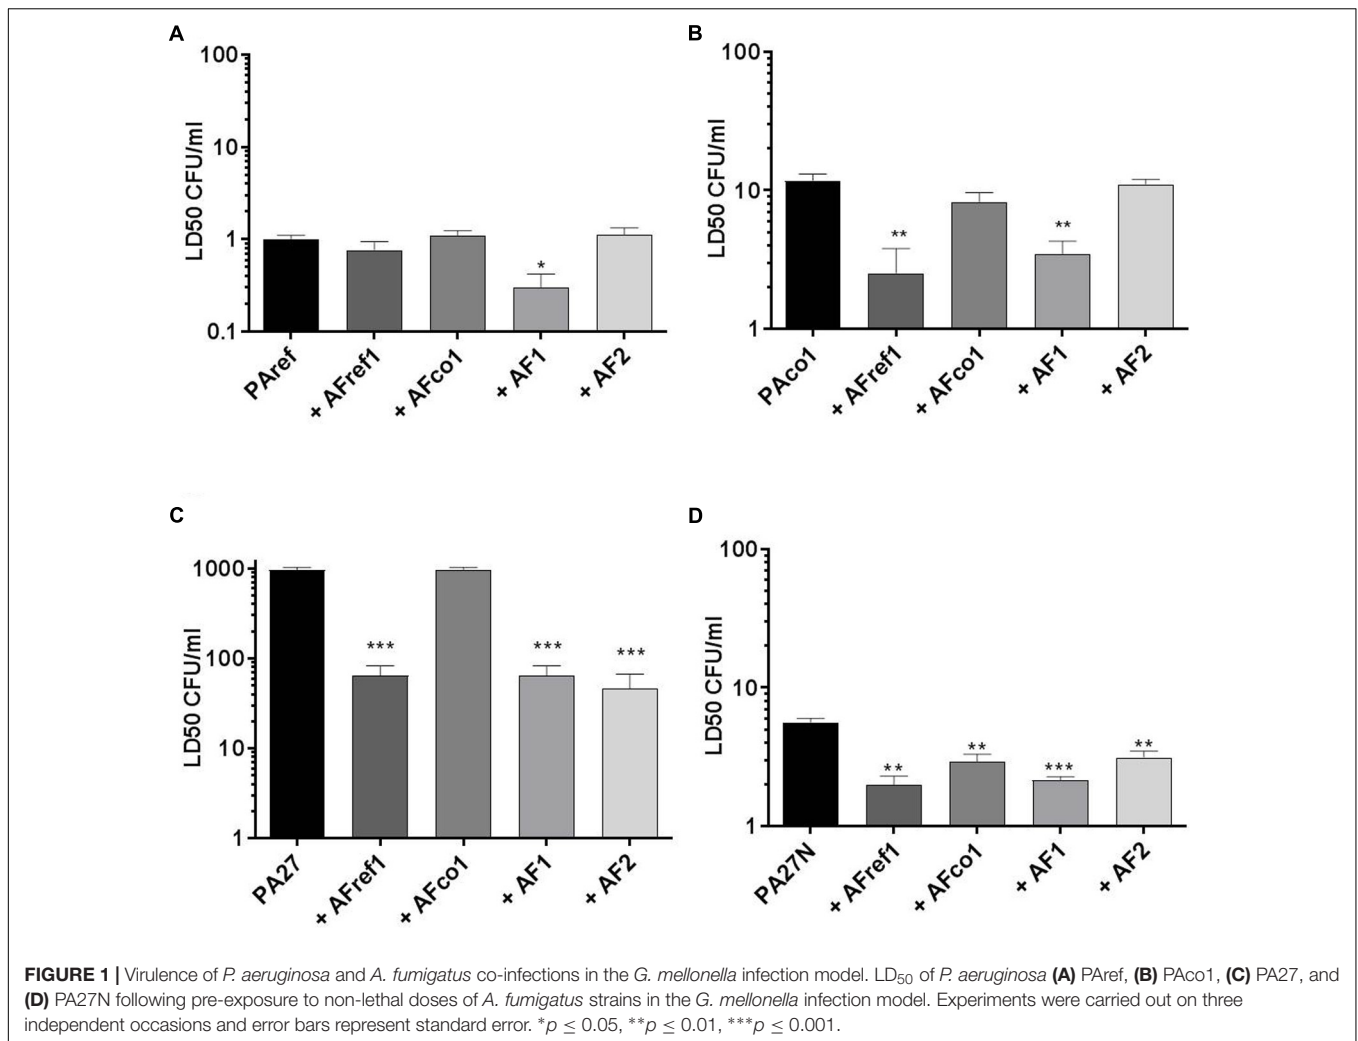 A
100
10
1
0.1
LD50 CFU/ml
*
PAref
+ AFref1
+ AFco1
+ AF1
+ AF2
B
100
10
1
LD50 CFU/ml
**
**
PAco1
+ AFref1
+ AFco1
+ AF1
+ AF2
C
1000
100
10
1
LD50 CFU/ml
***
***
***
PA27
+ AFref1
+ AFco1
+ AF1
+ AF2
D
100
10
1
LD50 CFU/ml
**
**
***
**
PA27N
+ AFref1
+ AFco1
+ AF1
+ AF2
FIGURE 1 | Virulence of P. aeruginosa and A. fumigatus co-infections in the G. mellonella infection model. LD50 of P. aeruginosa (A) PAref, (B) PAco1, (C) PA27, and
(D) PA27N following pre-exposure to non-lethal doses of A. fumigatus strains in the G. mellonella infection model. Experiments were carried out on three
independent occasions and error bars represent standard error. *p ≤ 0.05, **p ≤ 0.01, ***p ≤ 0.001.